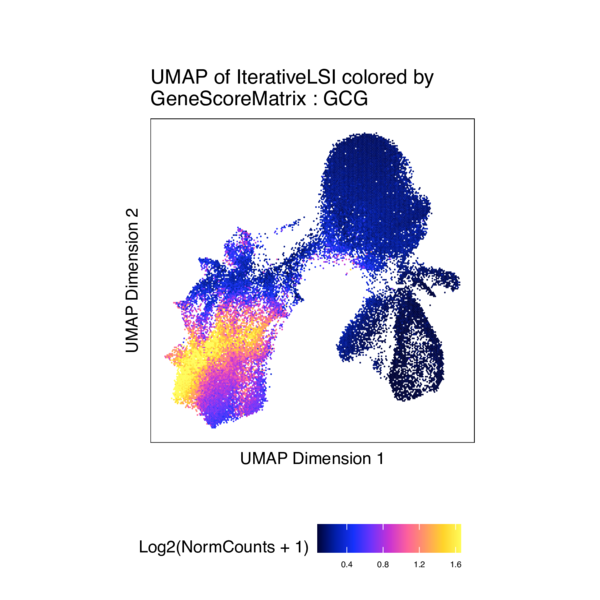 UMAP of IterativeLSI colored by
GeneScoreMatrix : GCG
UMAP Dimension 2
UMAP Dimension 1
Log2(NormCounts + 1)
0.4 0.8 1.2 1.6